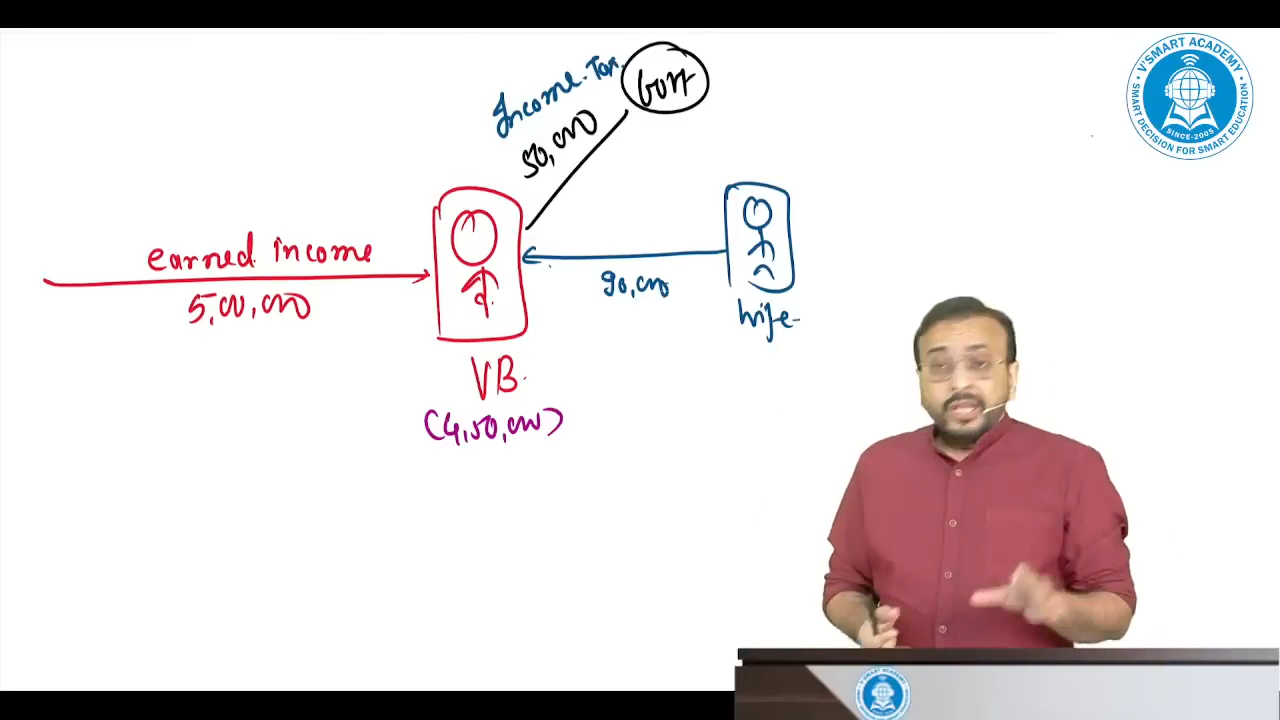 Income-Tax.
Govt
50,000
earned income
5,00,000
90,000
wife-
VB.
(4,50,000)
V'SMART ACADEMY
SMART DECISION FOR SMART EDUCATION
SINCE-2005